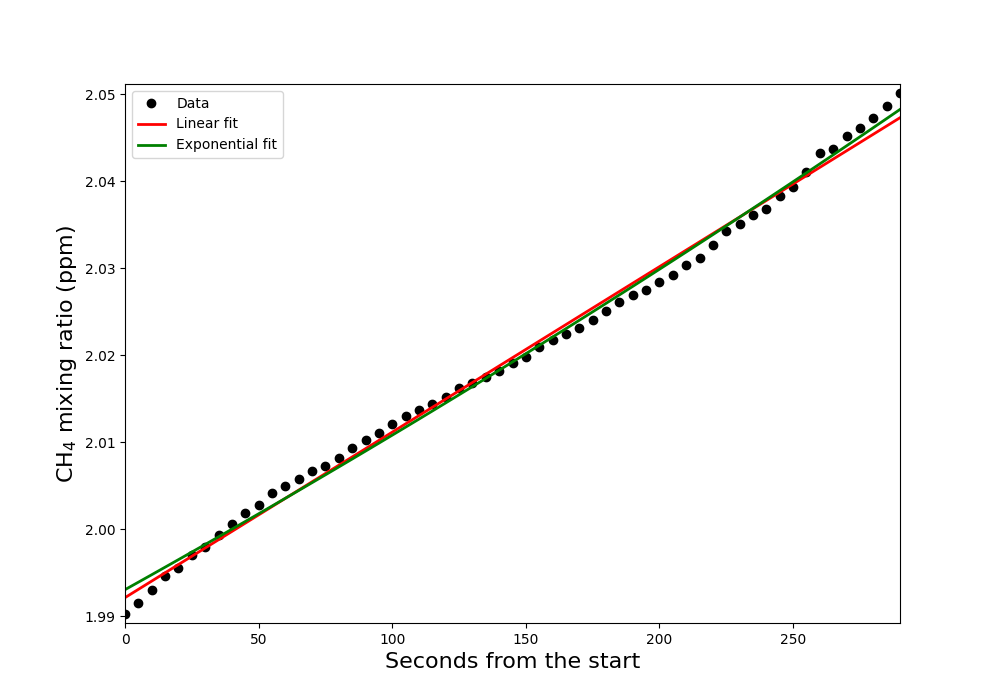 Data
Linear fit
Exponential fit
2.05
2.04
2.03
2.02
2.01
2.00
1.99
CH₄ mixing ratio (ppm)
0 50 100 150 200 250
Seconds from the start